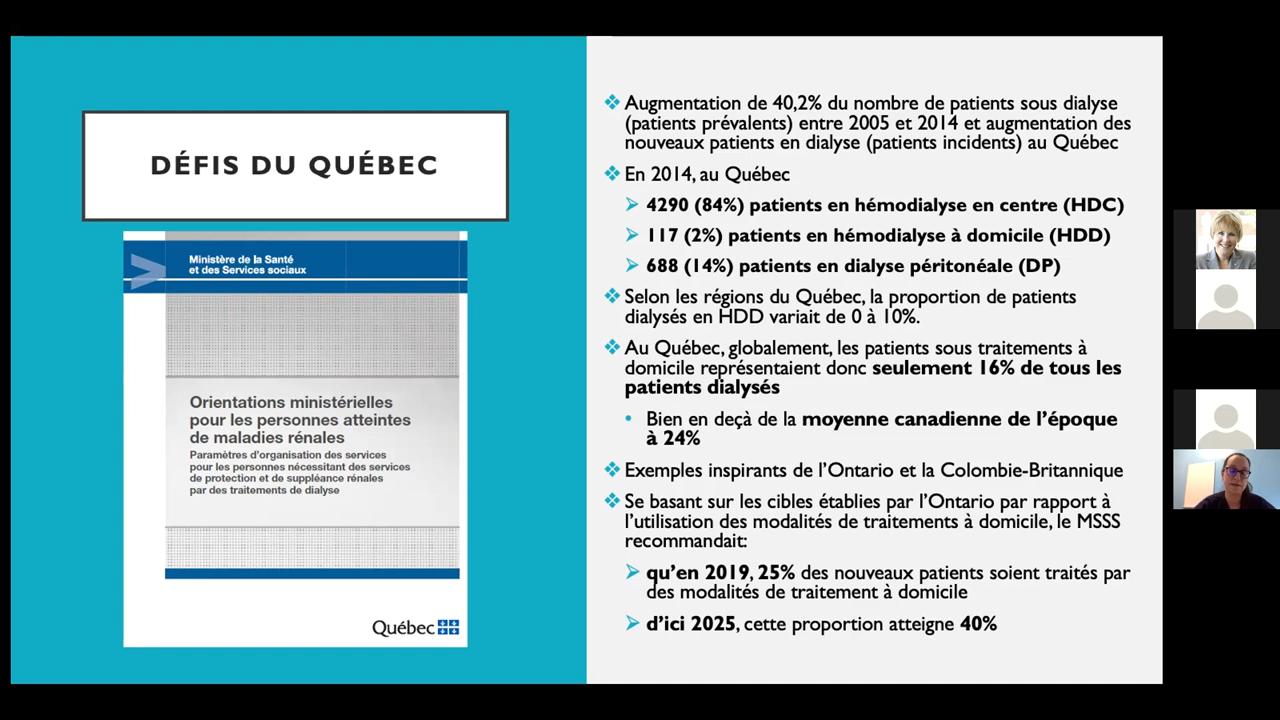 DÉFIS DU QUÉBEC
Ministère de la Santé
et des Services sociaux
Orientations ministérielles
pour les personnes atteintes
de maladies rénales
Paramètres d'organisation des services
pour les personnes nécessitant des services
de protection et de suppléance rénales
par des traitements de dialyse
Québec
❖ Augmentation de 40,2% du nombre de patients sous dialyse
(patients prévalents) entre 2005 et 2014 et augmentation des
nouveaux patients en dialyse (patients incidents) au Québec
❖ En 2014, au Québec
➢ 4290 (84%) patients en hémodialyse en centre (HDC)
➢ 117 (2%) patients en hémodialyse à domicile (HDD)
➢ 688 (14%) patients en dialyse péritonéale (DP)
❖ Selon les régions du Québec, la proportion de patients
dialysés en HDD variait de 0 à 10%.
❖ Au Québec, globalement, les patients sous traitements à
domicile représentaient donc seulement 16% de tous les
patients dialysés
• Bien en deçà de la moyenne canadienne de l'époque
à 24%
❖ Exemples inspirants de l'Ontario et la Colombie-Britannique
❖ Se basant sur les cibles établies par l'Ontario par rapport à
l'utilisation des modalités de traitements à domicile, le MSSS
recommandait:
➢ qu'en 2019, 25% des nouveaux patients soient traités par
des modalités de traitement à domicile
➢ d'ici 2025, cette proportion atteigne 40%